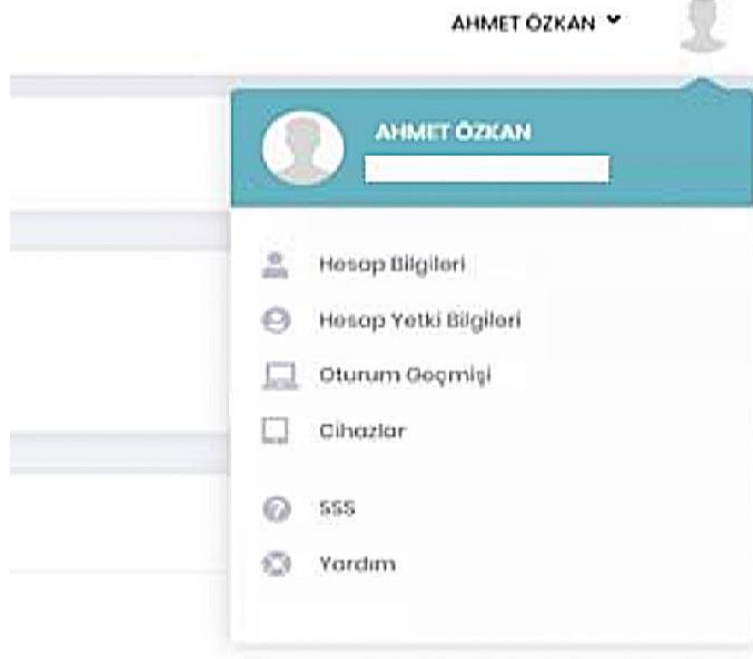 AHMET ÖZKAN
AHMET ÖZKAN
Hesap Bilgileri
Hesap Yetki Bilgileri
Oturum Geçmişi
Cihazlar
SSS
Yardım